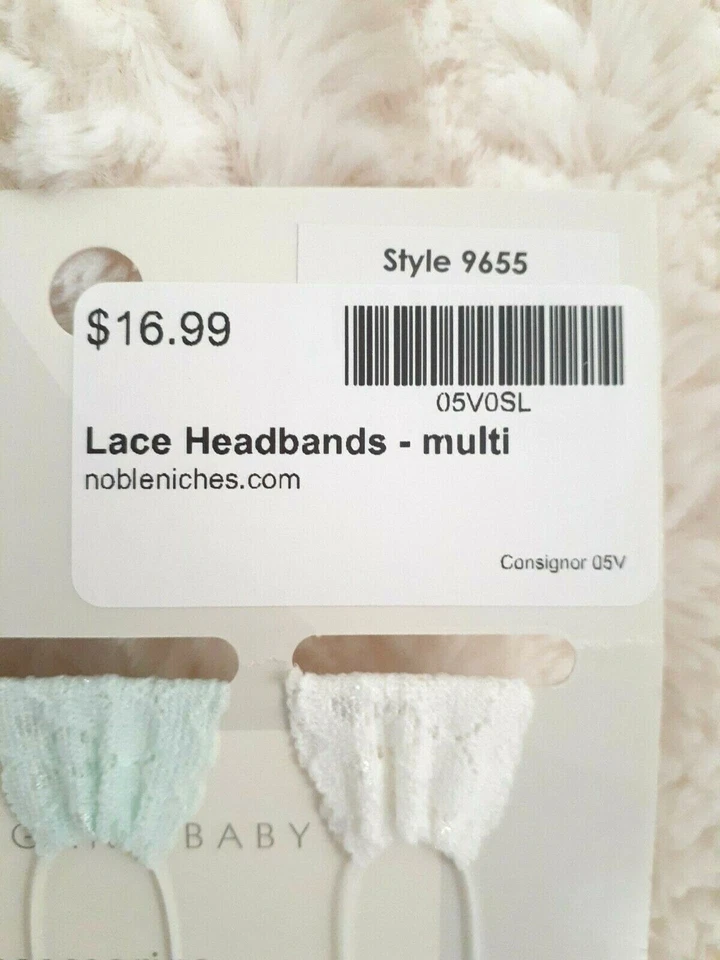 Style 9655
$16.99
05V0SL
Lace Headbands - multi
nobleniches.com
Consignor 05V
BABY